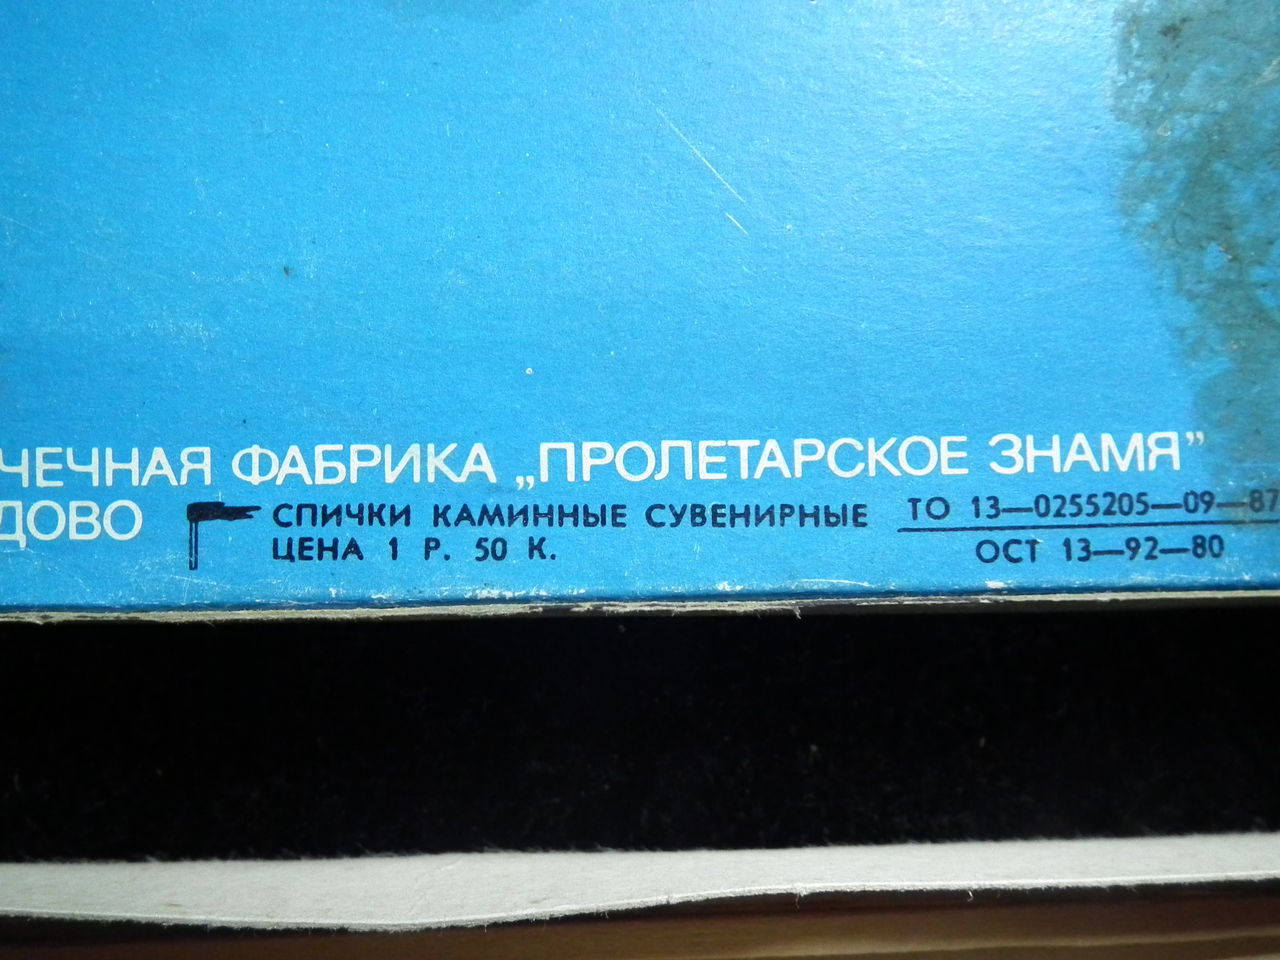 ЧЕЧНАЯ ФАБРИКА „ПРОЛЕТАРСКОЕ ЗНАМЯ”
ДОВО
СПИЧКИ КАМИННЫЕ СУВЕНИРНЫЕ
ЦЕНА 1 Р. 50 К.
ТО 13—0255205—09—87
ОСТ 13—92—80